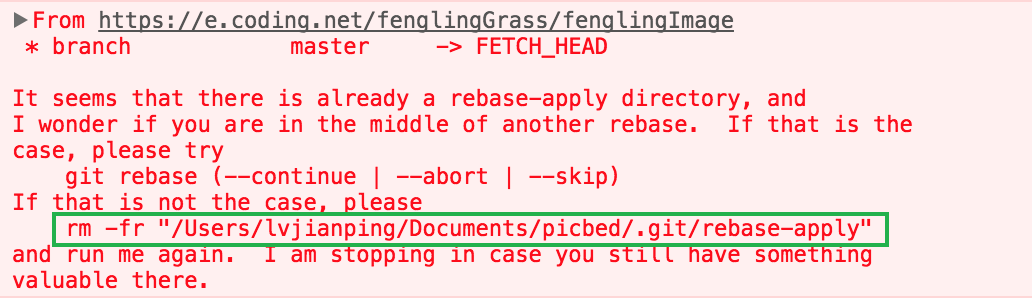 From https://e.coding.net/fenglingGrass/fenglingImage
* branch            master     -> FETCH_HEAD
It seems that there is already a rebase-apply directory, and
I wonder if you are in the middle of another rebase.  If that is the
case, please try
git rebase (--continue | --abort | --skip)
If that is not the case, please
rm -fr "/Users/lvjianping/Documents/picbed/.git/rebase-apply"
and run me again.  I am stopping in case you still have something
valuable there.